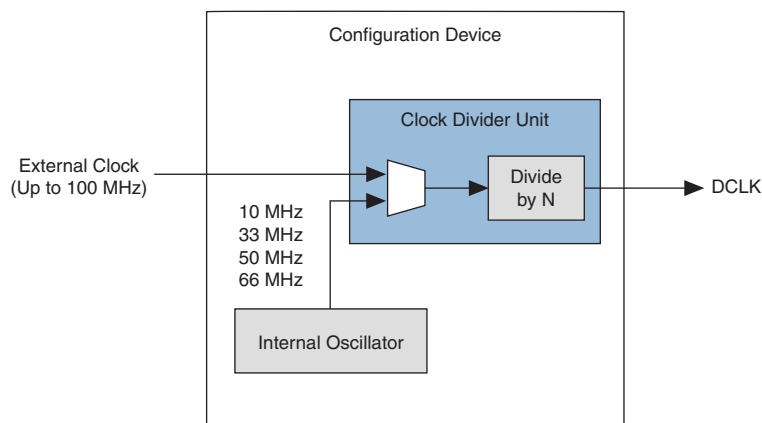 Configuration Device
Clock Divider Unit
External Clock
(Up to 100 MHz)
Divide
by N
DCLK
10 MHz
33 MHz
50 MHz
66 MHz
Internal Oscillator